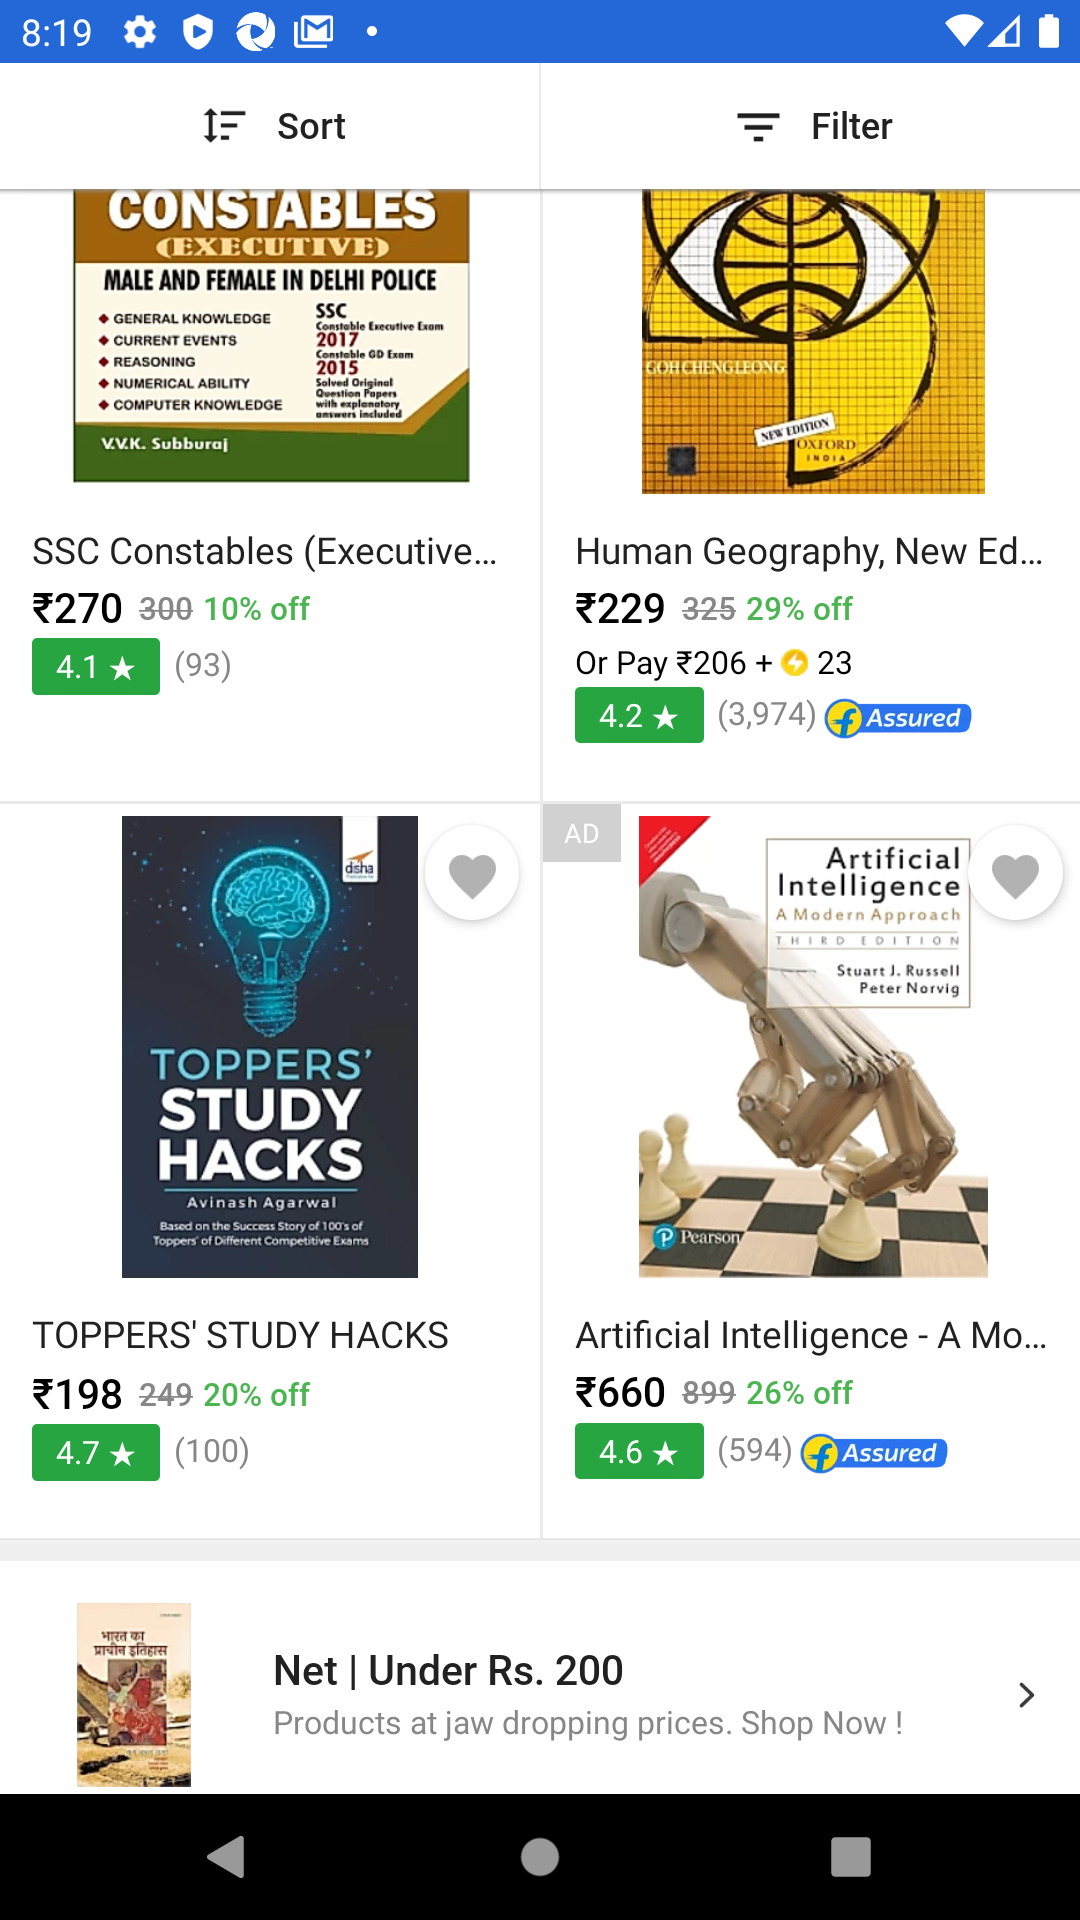 8:19
Sort
Filter
CONSTABLES
(EXECUTIVE)
MALE AND FEMALE IN DELHI POLICE
GENERAL KNOWLEDGE
CURRENT EVENTS
REASONING
NUMERICAL ABILITY
COMPUTER KNOWLEDGE
SSC
Constable Executive Exam
2017
Constable GD Exam
2015
Solved Original
Question Papers
with explanatory
answers included
V.V.K. Subburaj
GOH CHENG LEONG
NEW EDITION
OXFORD
INDIA
SSC Constables (Executive...
₹270 300 10% off
4.1 ★ (93)
Human Geography, New Ed...
₹229 325 29% off
Or Pay ₹206 + 23
4.2 ★ (3,974) Assured
disha
TOPPERS'
STUDY
HACKS
Avinash Agarwal
Based on the Success Story of 100's of
Toppers' of Different Competitive Exams
AD
Artificial
Intelligence
A Modern Approach
THIRD EDITION
Stuart J. Russell
Peter Norvig
Pearson
TOPPERS' STUDY HACKS
₹198 249 20% off
4.7 ★ (100)
Artificial Intelligence - A Mo...
₹660 899 26% off
4.6 ★ (594) Assured
भारत का
प्राचीन इतिहास
Net | Under Rs. 200
Products at jaw dropping prices. Shop Now !